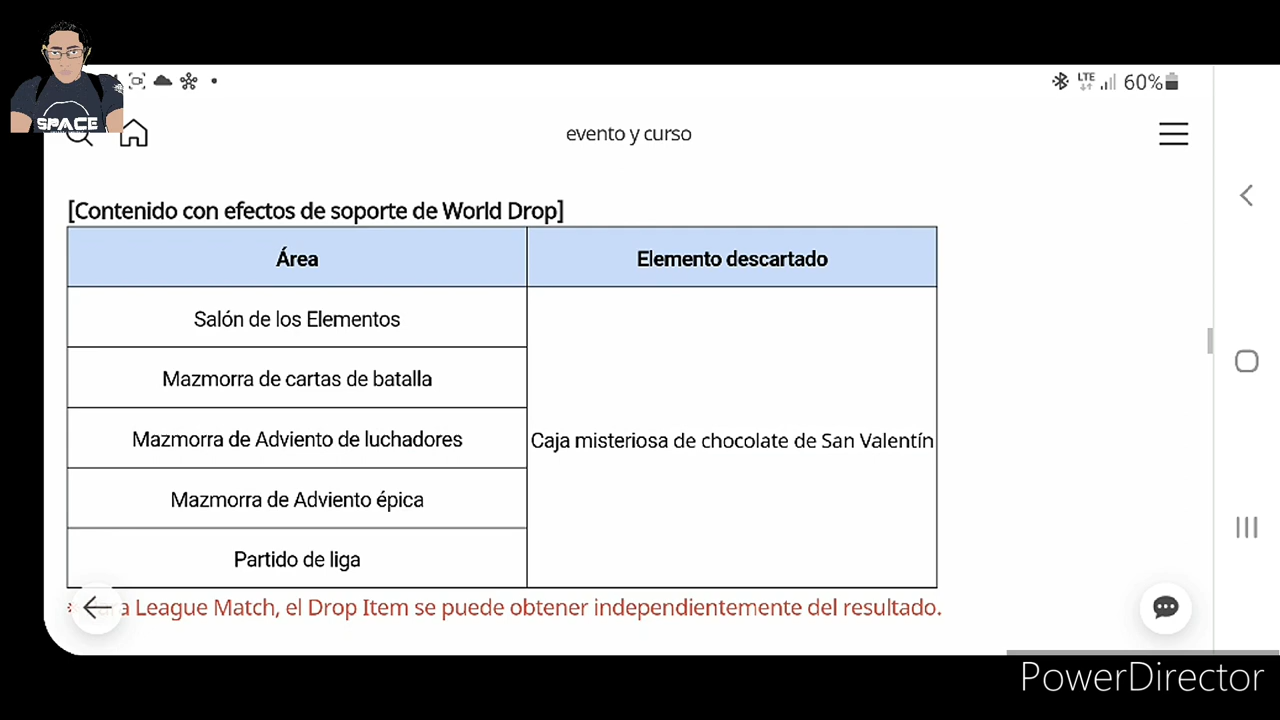 LTE 60%
SPACE
evento y curso
[Contenido con efectos de soporte de World Drop]
Área
Elemento descartado
Salón de los Elementos
Mazmorra de cartas de batalla
Mazmorra de Adviento de luchadores
Caja misteriosa de chocolate de San Valentín
Mazmorra de Adviento épica
Partido de liga
League Match, el Drop Item se puede obtener independientemente del resultado.
PowerDirector